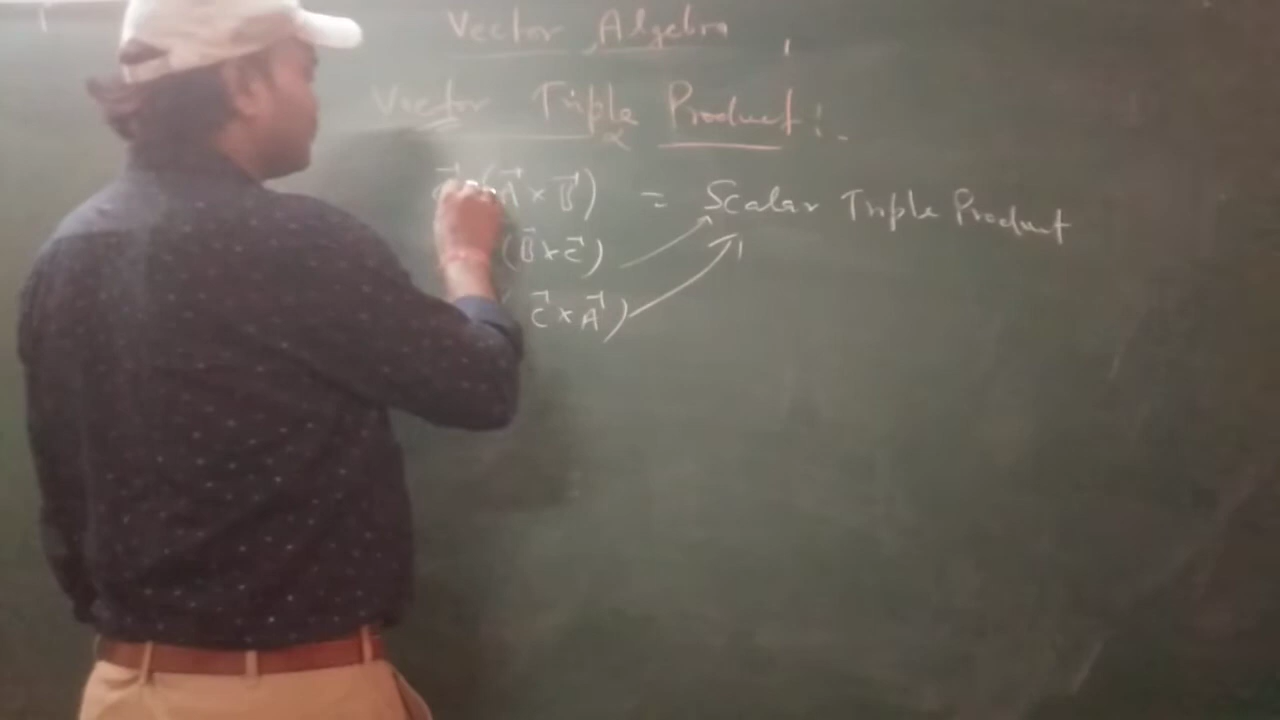 Vector Algebra
Vector Triple Product :-
(A⃗ × B⃗) = Scalar Triple Product
(B⃗ × C⃗)
C⃗ × A⃗)